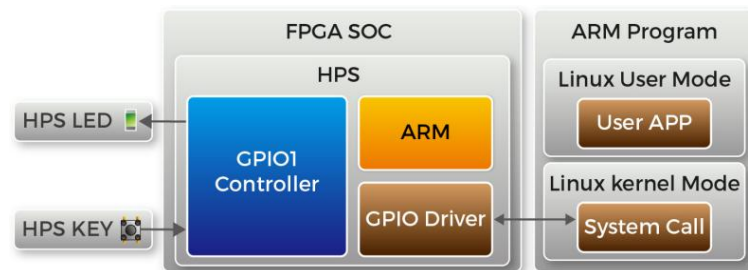 FPGA SOC
HPS
HPS LED
HPS KEY
GPIO1
Controller
ARM
GPIO Driver
ARM Program
Linux User Mode
User APP
Linux kernel Mode
System Call